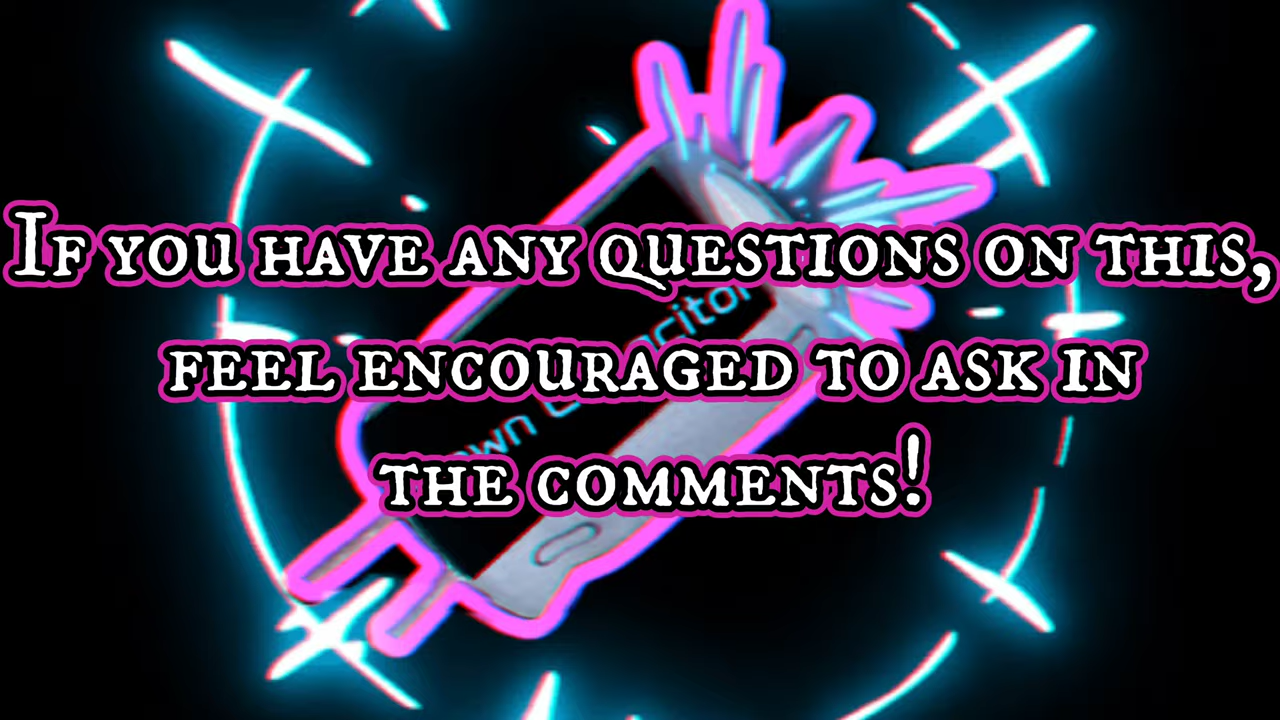 If you have any questions on this,
feel encouraged to ask in
the comments!